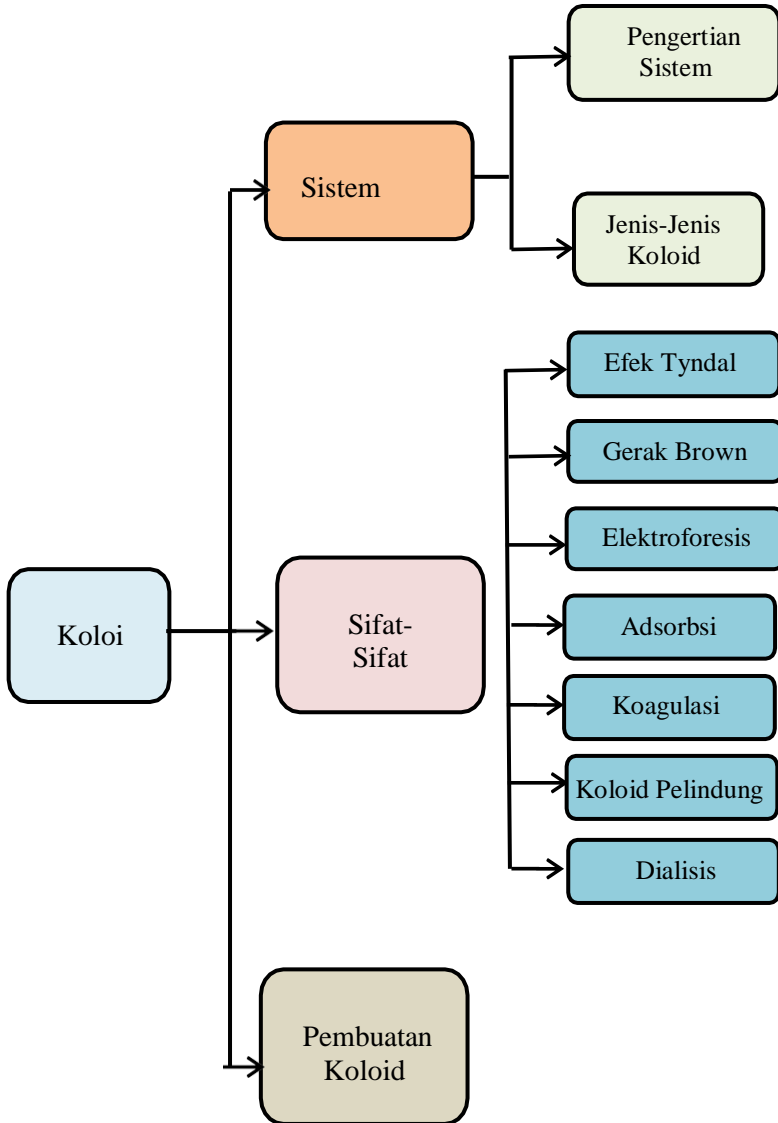 Pengertian
Sistem
Sistem
Jenis-Jenis
Koloid
Efek Tyndal
Gerak Brown
Elektroforesis
Koloi
Sifat-
Sifat
Adsorbsi
Koagulasi
Koloid Pelindung
Dialisis
Pembuatan
Koloid